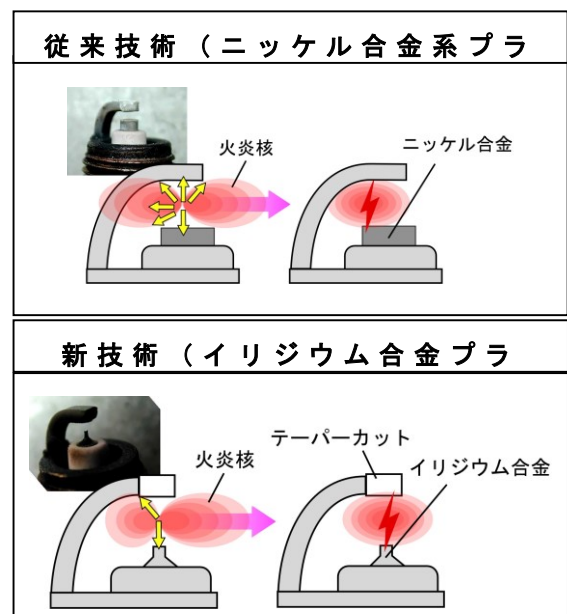 従来技術（ニッケル合金系プラ
火炎核
ニッケル合金
新技術（イリジウム合金プラ
テーパーカット
火炎核
イリジウム合金